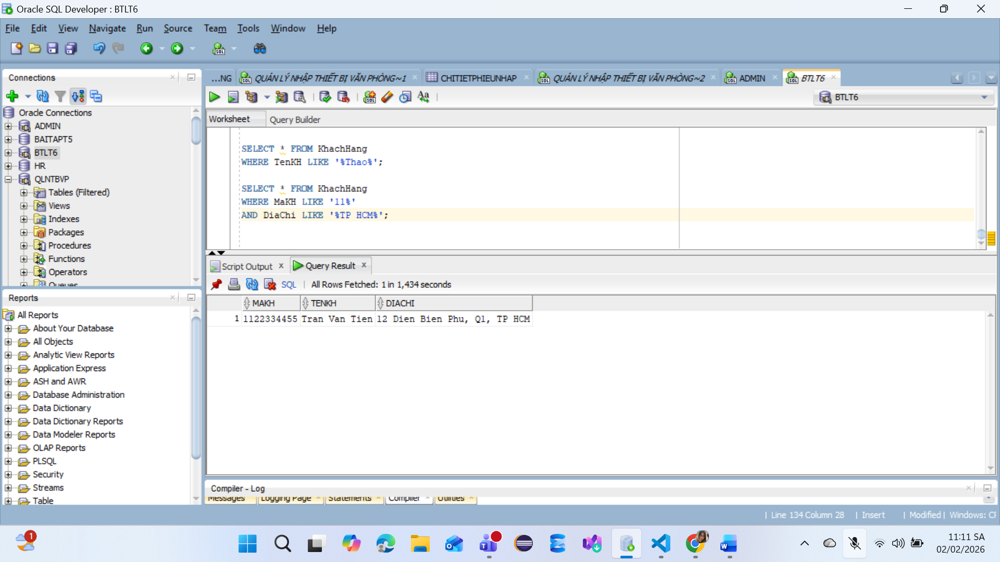 Oracle SQL Developer : BTLT6
File Edit View Navigate Run Source Team Tools Window Help
Connections
Oracle Connections
ADMIN
BAITAPT5
BTLT6
HR
QLNTBVP
Tables (Filtered)
Views
Indexes
Packages
Procedures
Functions
Operators
Queues
Reports
All Reports
About Your Database
All Objects
Analytic View Reports
Application Express
ASH and AWR
Database Administration
Data Dictionary
Data Dictionary Reports
Data Modeler Reports
OLAP Reports
PLSQL
Security
Streams
Table
...NG QUẢN LÝ NHẬP THIẾT BỊ VĂN PHÒNG~1 CHITIETPHIEUNHAP QUẢN LÝ NHẬP THIẾT BỊ VĂN PHÒNG~2 ADMIN BTLT6
BTLT6
Worksheet Query Builder
SELECT * FROM KhachHang
WHERE TenKH LIKE '%Thao%';
SELECT * FROM KhachHang
WHERE MaKH LIKE '11%'
AND DiaChi LIKE '%TP HCM%';
Script Output x Query Result x
SQL | All Rows Fetched: 1 in 1,434 seconds
MAKH TENKH DIACHI
1 1122334455 Tran Van Tien 12 Dien Bien Phu, Q1, TP HCM
Compiler - Log
Messages Logging Page Statements Compiler Utilities
| Line 134 Column 28 | Insert | Modified | Windows: CF
1
11:11 SA
02/02/2026